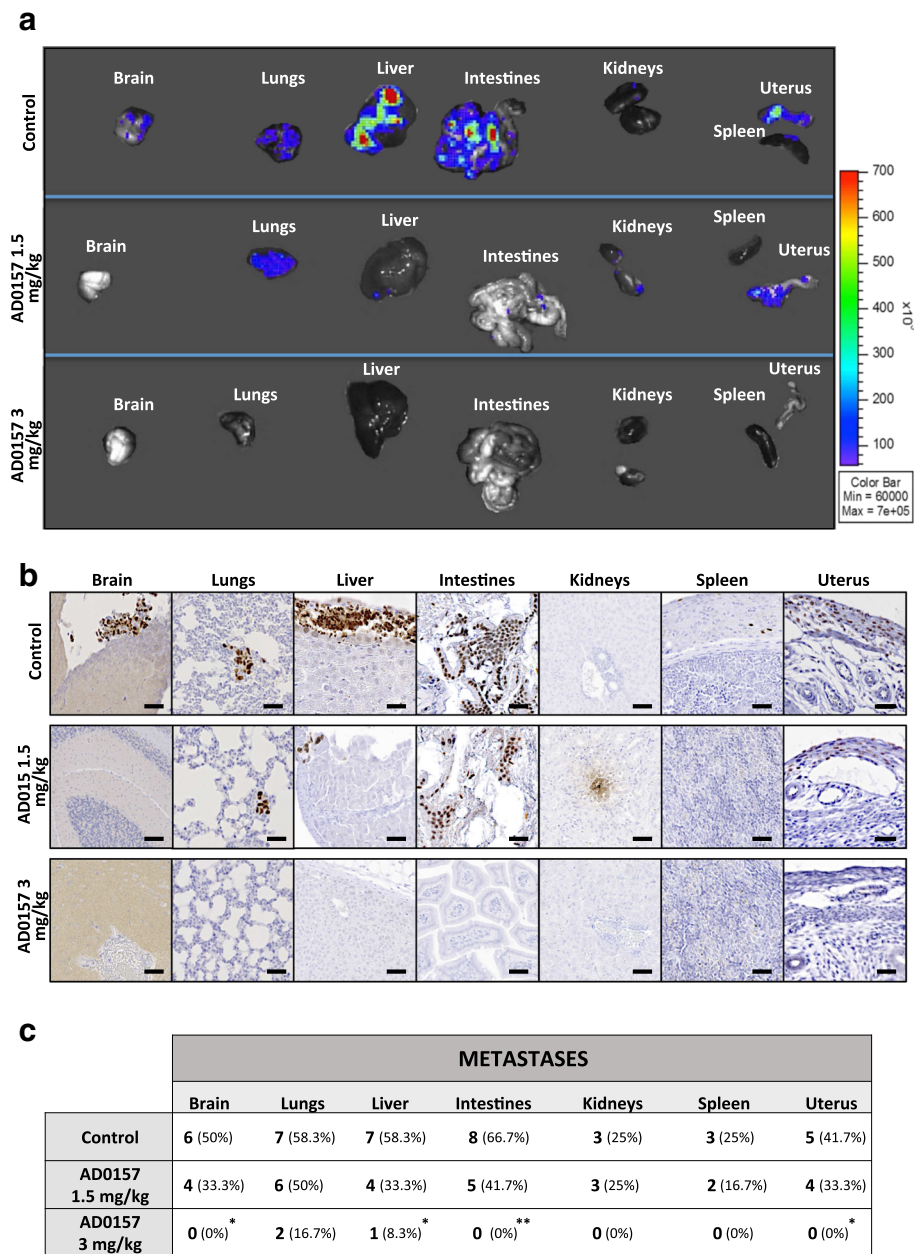 a
Control
Brain
Lungs
Liver
Intestines
Kidneys
Uterus
Spleen
AD0157 1.5
mg/kg
Brain
Lungs
Liver
Intestines
Kidneys
Spleen
Uterus
AD0157 3
mg/kg
Brain
Lungs
Liver
Intestines
Kidneys
Spleen
Uterus
700
600
400
300
200
100
Color Bar
Min = 60000
Max = 7e+05
b
Brain Lungs Liver Intestines Kidneys Spleen Uterus
Control
AD015 1.5
mg/kg
AD0157 3
mg/kg
c
METASTASES
Brain Lungs Liver Intestines Kidneys Spleen Uterus
Control 6 (50%) 7 (58.3%) 7 (58.3%) 8 (66.7%) 3 (25%) 3 (25%) 5 (41.7%)
AD0157
1.5 mg/kg 4 (33.3%) 6 (50%) 4 (33.3%) 5 (41.7%) 3 (25%) 2 (16.7%) 4 (33.3%)
AD0157
3 mg/kg 0 (0%)* 2 (16.7%) 1 (8.3%)* 0 (0%)** 0 (0%) 0 (0%) 0 (0%)*